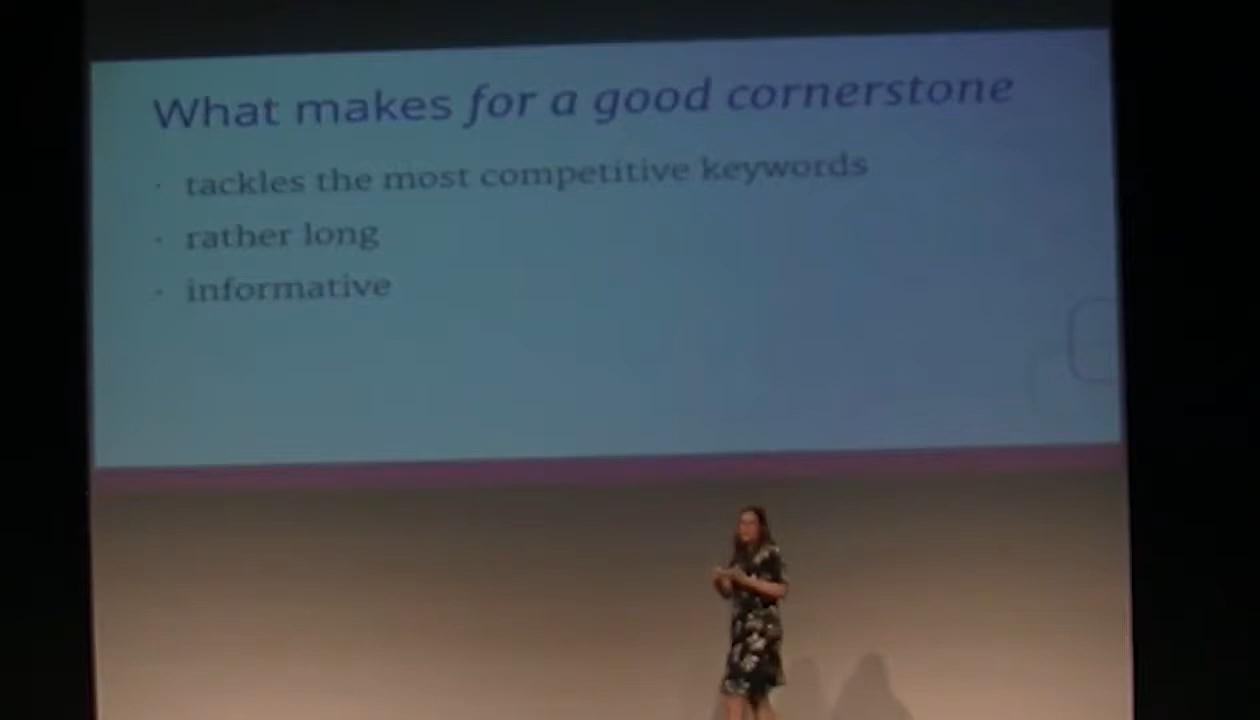 What makes for a good cornerstone
· tackles the most competitive keywords
· rather long
· informative